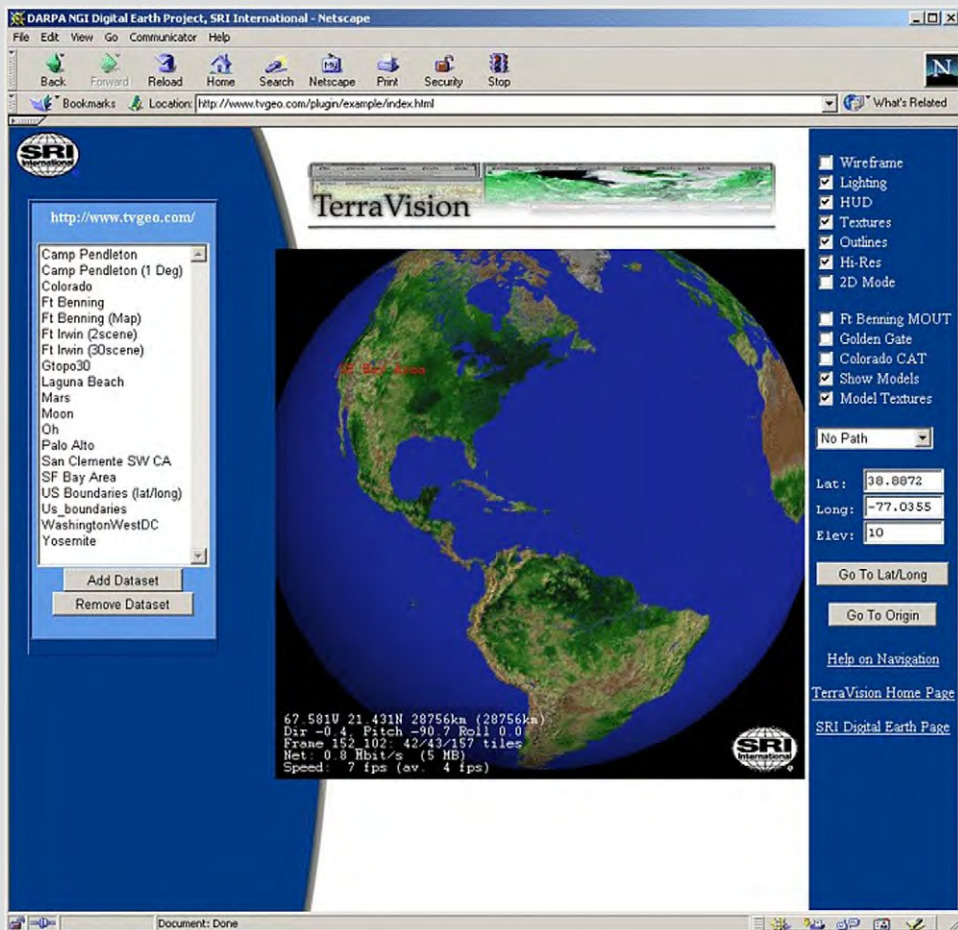 DARPA NGI Digital Earth Project, SRI International - Netscape
File Edit View Go Communicator Help
Back Forward Reload Home Search Netscape Print Security Stop
Bookmarks Location: http://www.tvgeo.com/plugin/example/index.html What's Related
SRI
International
http://www.tvgeo.com/
Camp Pendleton
Camp Pendleton (1 Deg)
Colorado
Ft Benning
Ft Benning (Map)
Ft Irwin (2scene)
Ft Irwin (30scene)
Gtopo30
Laguna Beach
Mars
Moon
Oh
Palo Alto
San Clemente SW CA
SF Bay Area
US Boundaries (lat/long)
Us_boundaries
WashingtonWestDC
Yosemite
Add Dataset
Remove Dataset
TerraVision
SF Bay Area
67.581W 21.431N 28756km (28756km)
Dir -0.4, Pitch -90.7 Roll 0.0
Frame 152,102: 42/43/157 tiles
Net: 0.8 Mbit/s (5 MB)
Speed: 7 fps (av. 4 fps)
SRI
International
Wireframe
Lighting
HUD
Textures
Outlines
Hi-Res
2D Mode
Ft Benning MOUT
Golden Gate
Colorado CAT
Show Models
Model Textures
No Path
Lat: 38.8872
Long: -77.0355
Elev: 10
Go To Lat/Long
Go To Origin
Help on Navigation
TerraVision Home Page
SRI Digital Earth Page
Document: Done